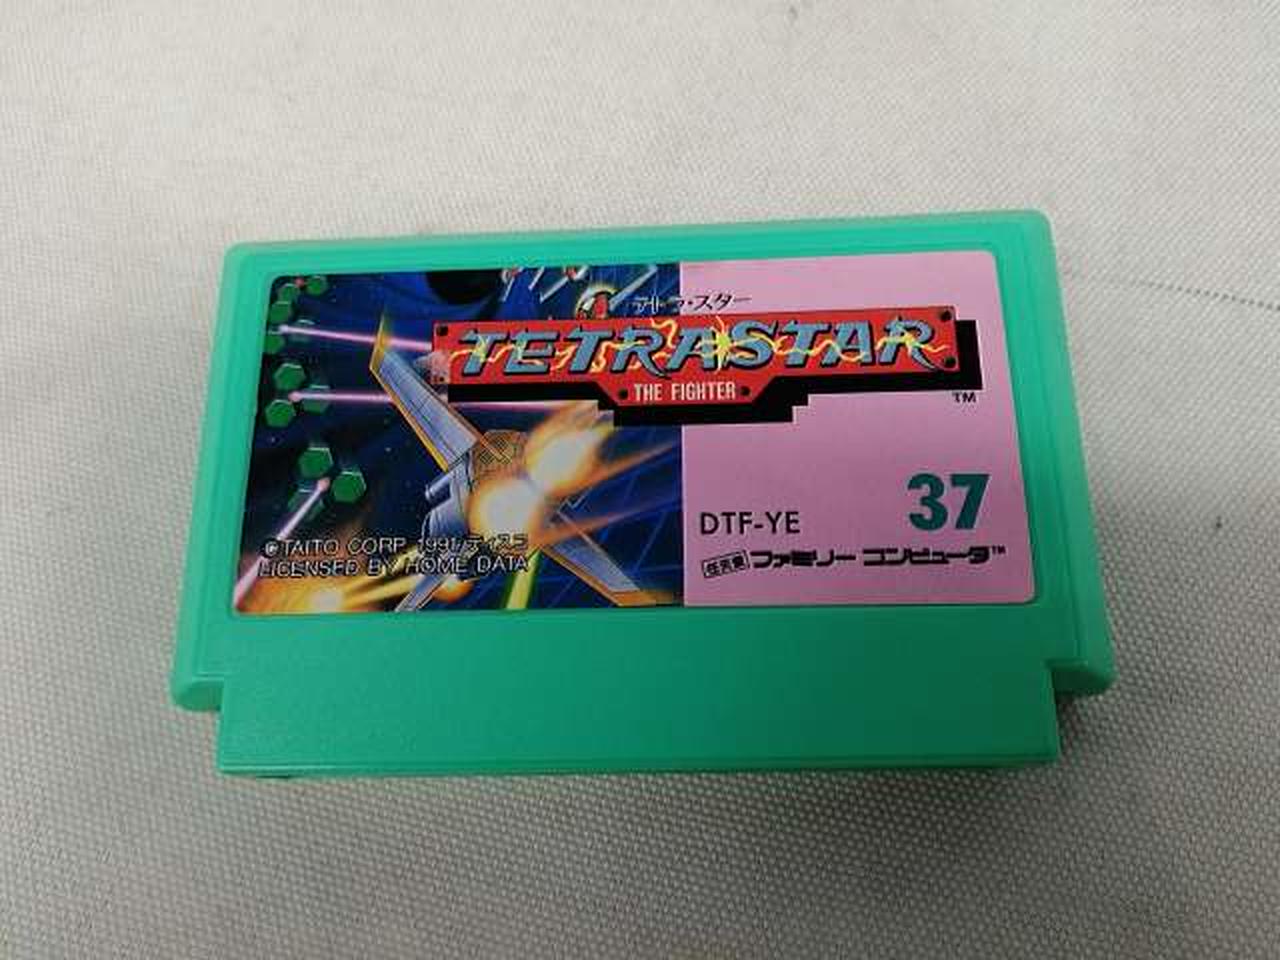 テトラ・スター
TETRASTAR
THE FIGHTER
TM
37
DTF-YE
©TAITO CORP. 1991/ディスコ
LICENSED BY HOME DATA
任天堂 ファミリーコンピュータ™